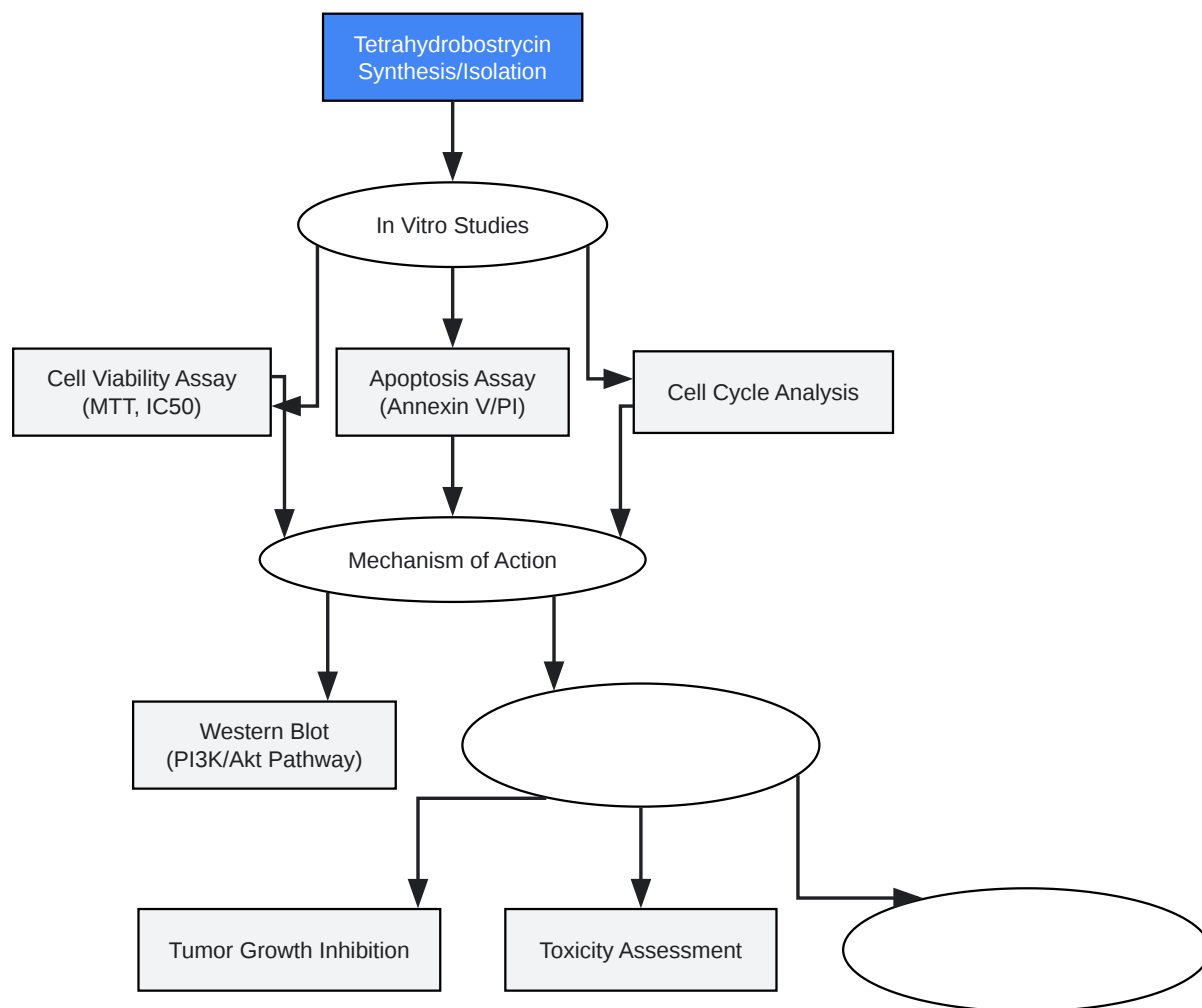 Tetrahydrobostrycin
Synthesis/Isolation
In Vitro Studies
Cell Viability Assay
(MTT, IC50)
Apoptosis Assay
(Annexin V/PI)
Cell Cycle Analysis
Mechanism of Action
Western Blot
(PI3K/Akt Pathway)
Tumor Growth Inhibition
Toxicity Assessment